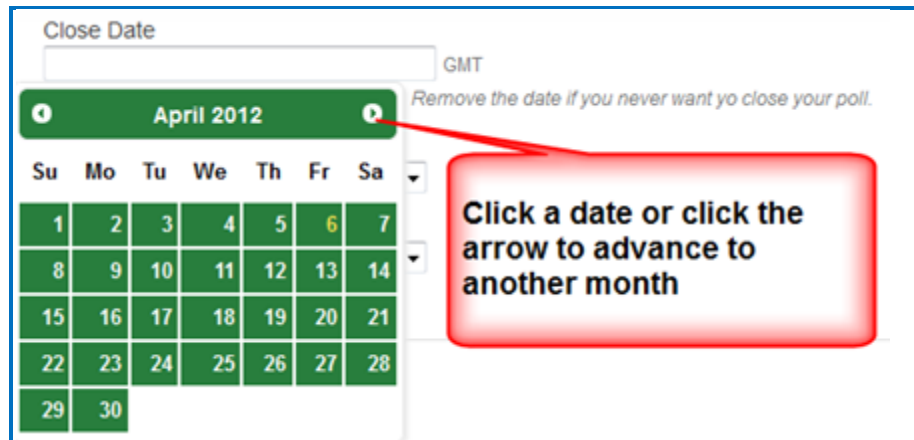 Close Date
GMT
Remove the date if you never want yo close your poll.
April 2012
Su Mo Tu We Th Fr Sa
1 2 3 4 5 6 7
8 9 10 11 12 13 14
15 16 17 18 19 20 21
22 23 24 25 26 27 28
29 30
Click a date or click the
arrow to advance to
another month